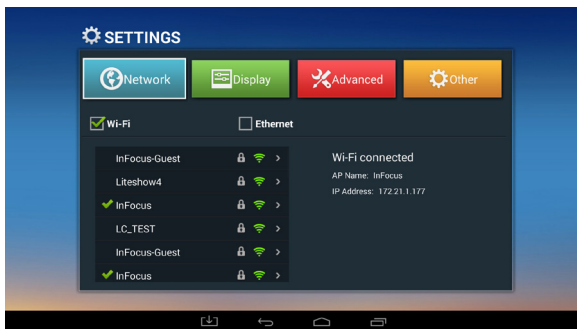 SETTINGS
Network Display Advanced Other
Wi-Fi Ethernet
InFocus-Guest
Liteshow4
InFocus
LC_TEST
InFocus-Guest
InFocus
Wi-Fi connected
AP Name: InFocus
IP Address: 172.21.1.177